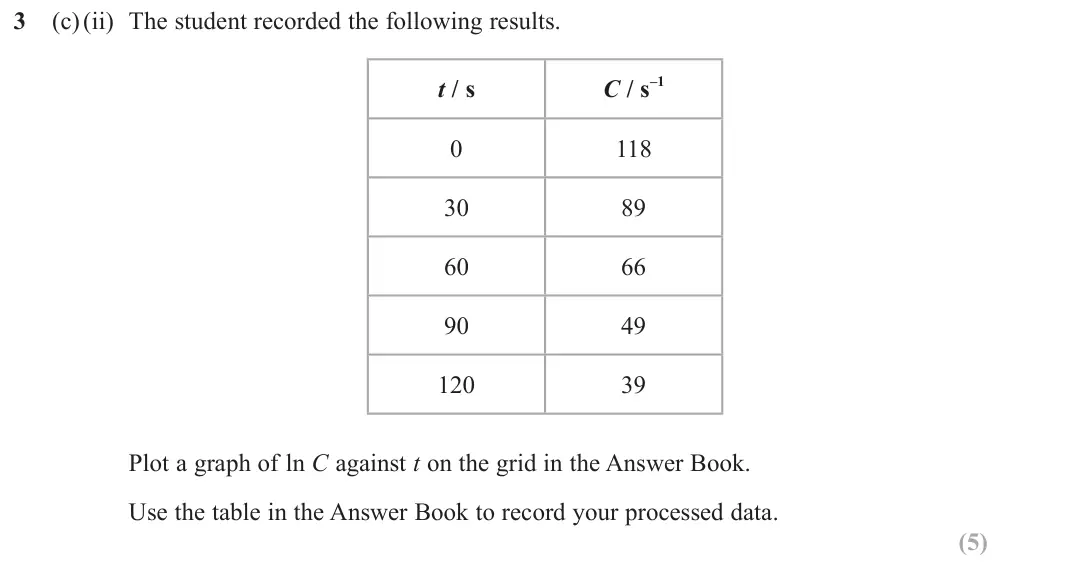 3 (c)(ii) The student recorded the following results.
t / s C / s⁻¹
0 118
30 89
60 66
90 49
120 39
Plot a graph of ln C against t on the grid in the Answer Book.
Use the table in the Answer Book to record your processed data.
(5)